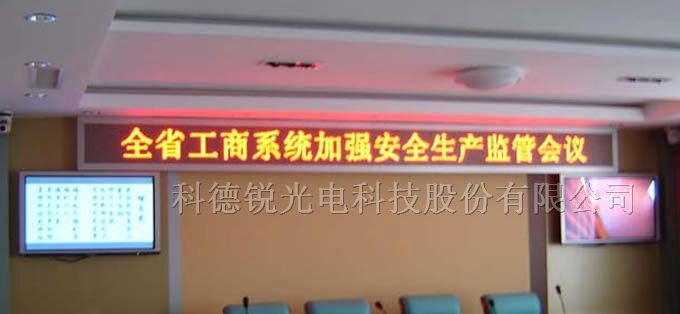 全省工商系统加强安全生产监管会议
科德锐光电科技股份有限公司